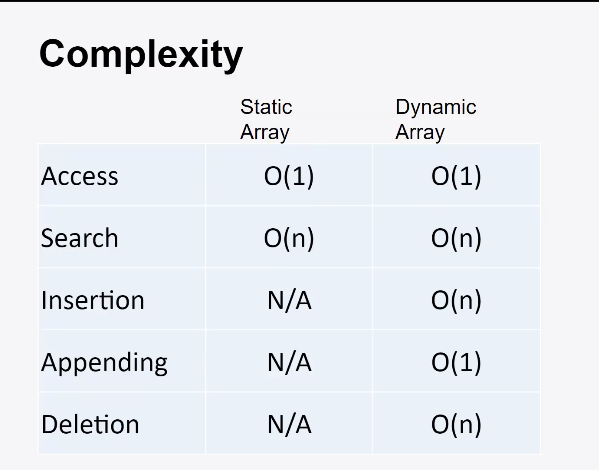 Complexity
Static Dynamic
Array Array
Access O(1) O(1)
Search O(n) O(n)
Insertion N/A O(n)
Appending N/A O(1)
Deletion N/A O(n)